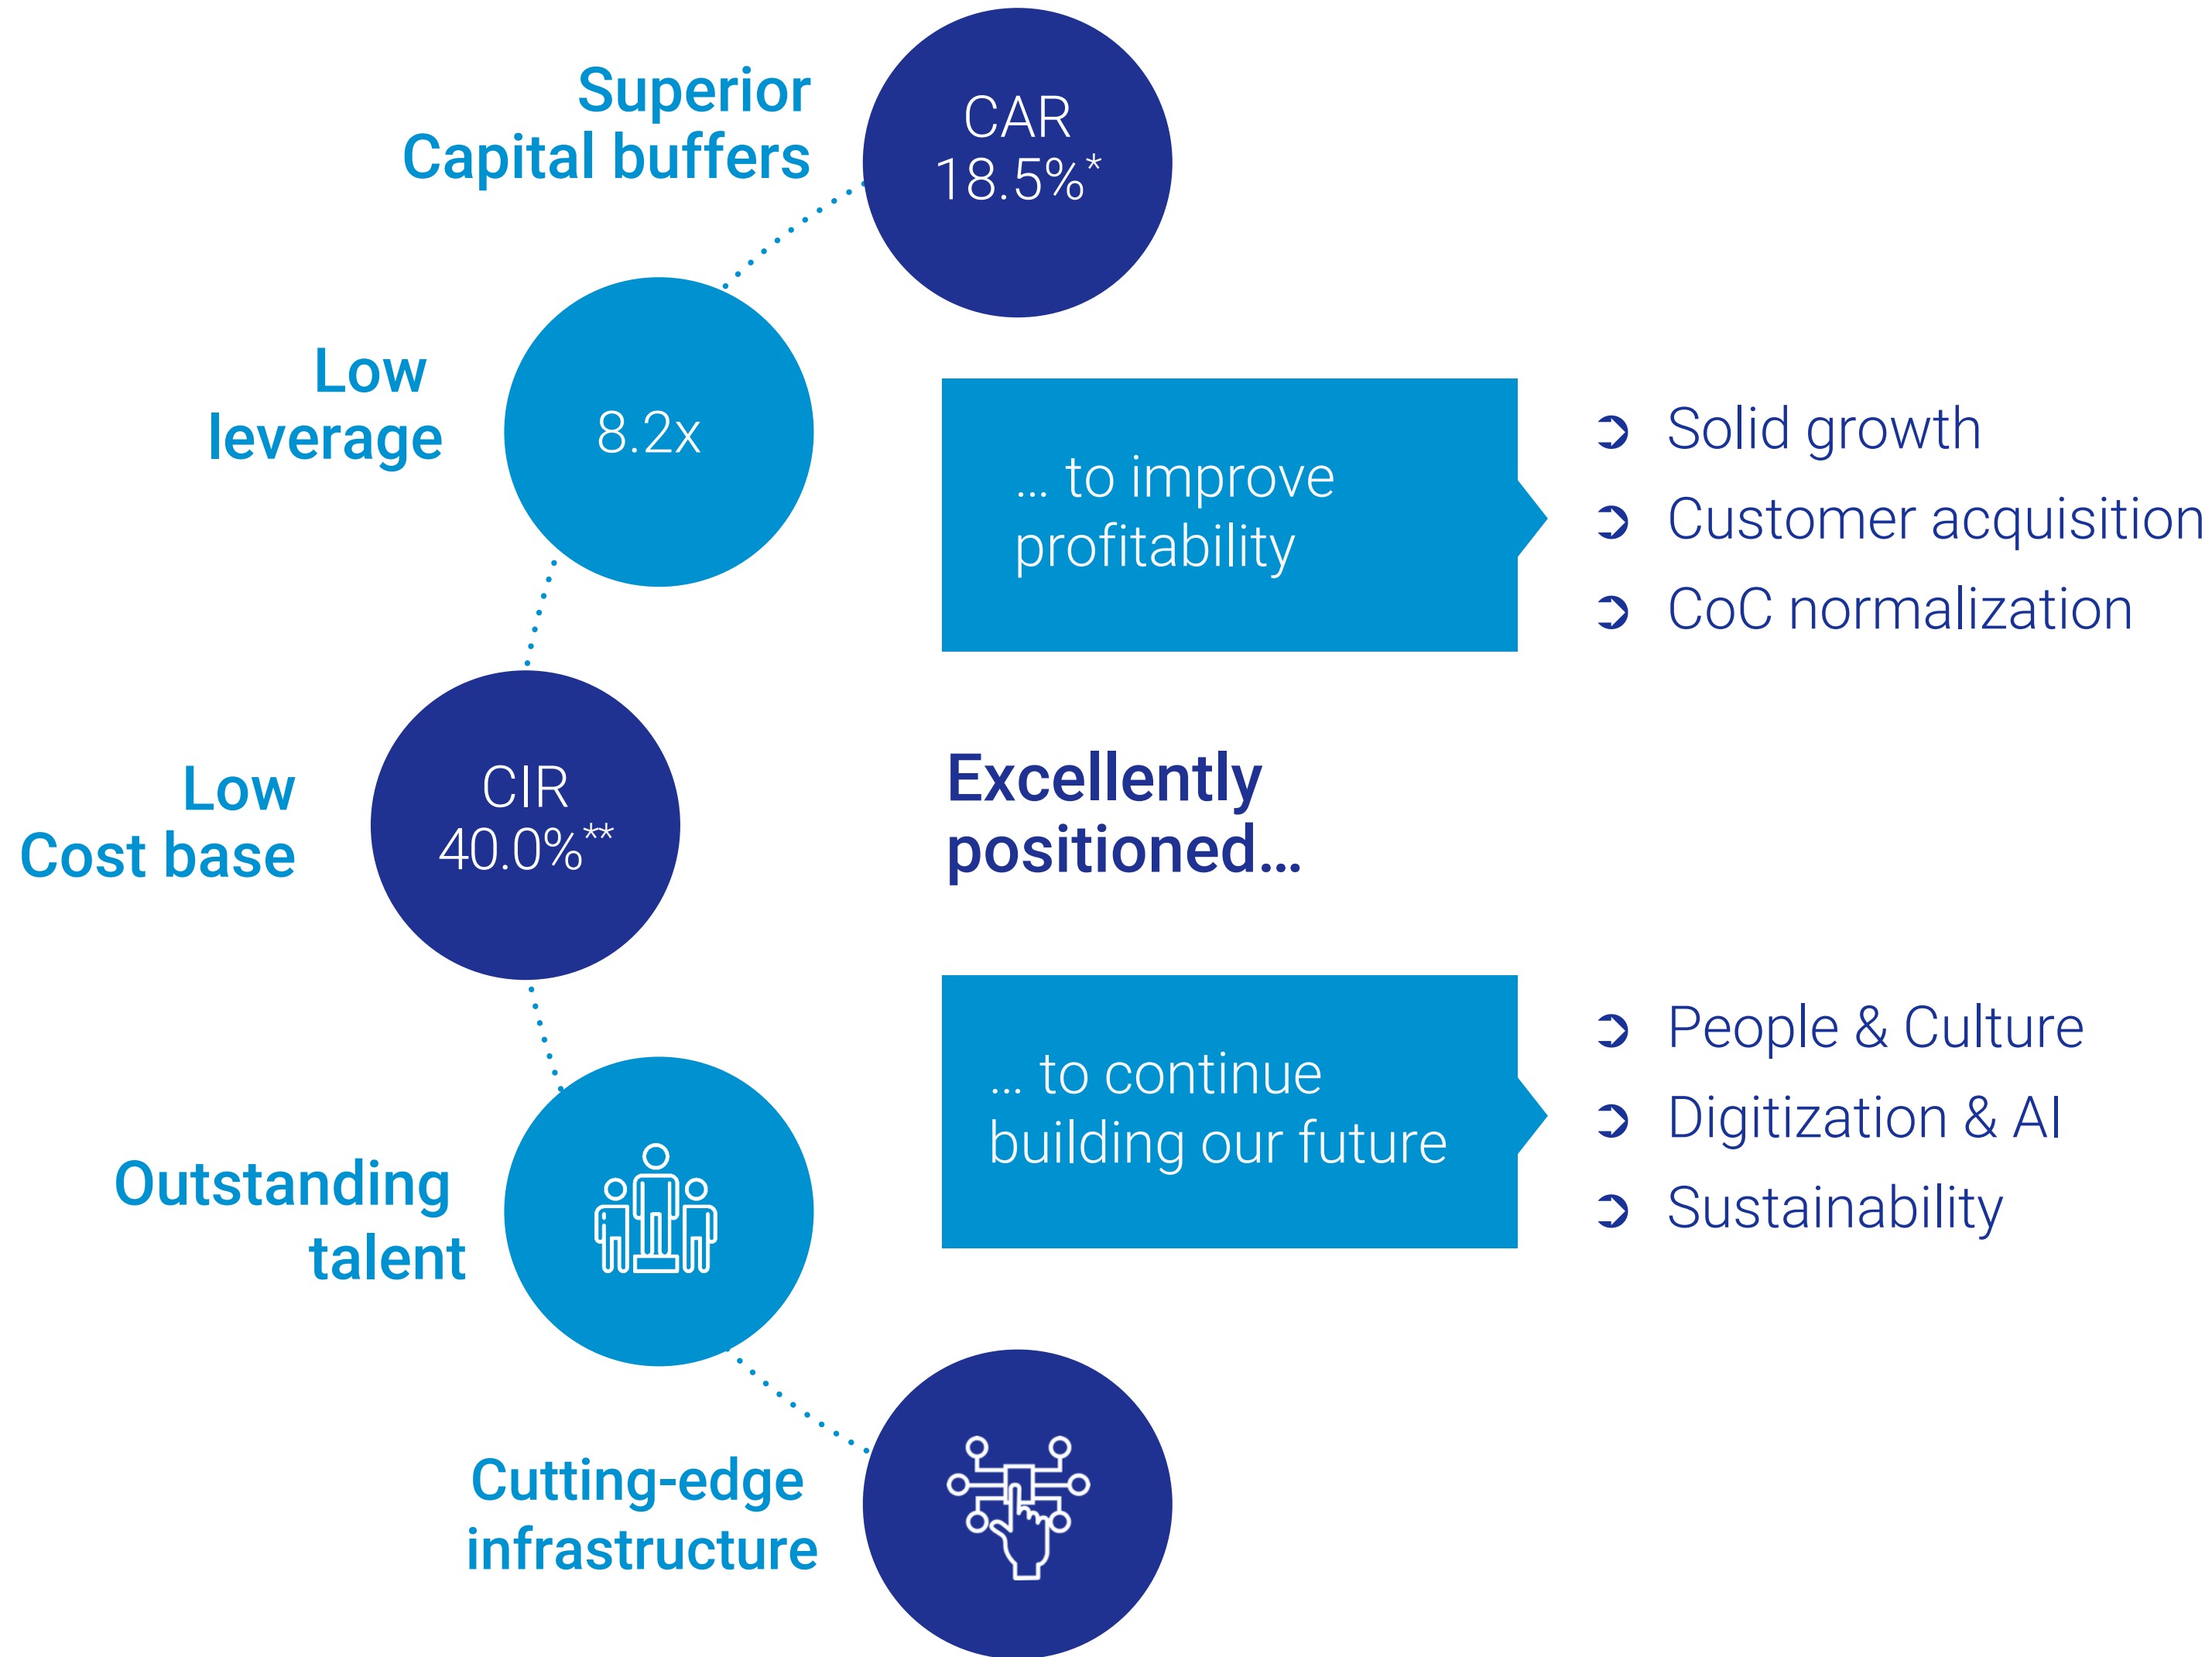 Superior
Capital buffers
CAR
18.5%*
Low
leverage
8.2x
Low
Cost base
CIR
40.0%**
Outstanding
talent
Cutting-edge
infrastructure
Excellently
positioned...
... to improve
profitability
Solid growth
Customer acquisition
CoC normalization
... to continue
building our future
People & Culture
Digitization & AI
Sustainability